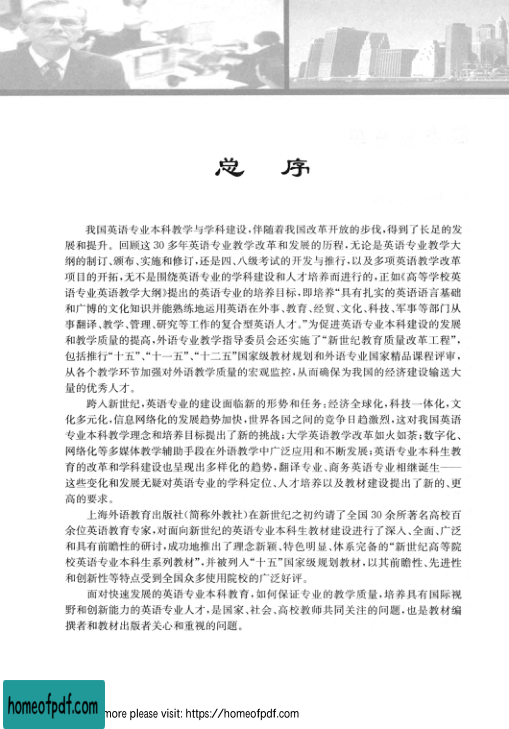 总 序
我国英语专业本科教学与学科建设,伴随着我国改革开放的步伐,得到了长足的发
展和提升。回顾这 30 多年英语专业教学改革和发展的历程,无论是英语专业教学大
纲的制订、颁布、实施和修订,还是四、八级考试的开发与推行,以及多项英语教学改革
项目的开拓,无不是围绕英语专业的学科建设和人才培养而进行的,正如《高等学校英
语专业英语教学大纲》提出的英语专业的培养目标,即培养“具有扎实的英语语言基础
和广博的文化知识并能熟练地运用英语在外事、教育、经贸、文化、科技、军事等部门从
事翻译、教学、管理、研究等工作的复合型英语人才。”为促进英语专业本科建设的发展
和教学质量的提高,外语专业教学指导委员会还实施了“新世纪教育质量改革工程”,
包括推行“十五”、“十一五”、“十二五”国家级教材规划和外语专业国家精品课程评审,
从各个教学环节加强对外语教学质量的宏观监控,从而确保为我国的经济建设输送大
量的优秀人才。
跨入新世纪,英语专业的建设面临新的形势和任务:经济全球化,科技一体化,文
化多元化,信息网络化的发展趋势加快,世界各国之间的竞争日趋激烈,这对我国英语
专业本科教学理念和培养目标提出了新的挑战;大学英语教学改革如火如荼;数字化、
网络化等多媒体教学辅助手段在外语教学中广泛应用和不断发展;英语专业本科生教
育的改革和学科建设也呈现出多样化的趋势,翻译专业、商务英语专业相继诞生——
这些变化和发展无疑对英语专业的学科定位、人才培养以及教材建设提出了新的、更
高的要求。
上海外语教育出版社(简称外教社)在新世纪之初约请了全国 30 余所著名高校百
余位英语教育专家,对面向新世纪的英语专业本科生教材建设进行了深入、全面、广泛
和具有前瞻性的研讨,成功地推出了理念新颖、特色明显、体系完备的“新世纪高等院
校英语专业本科生系列教材”,并被列入“十五”国家级规划教材,以其前瞻性、先进性
和创新性等特点受到全国众多使用院校的广泛好评。
面对快速发展的英语专业本科教育,如何保证专业的教学质量,培养具有国际视
野和创新能力的英语专业人才,是国家、社会、高校教师共同关注的问题,也是教材编
撰者和教材出版者关心和重视的问题。
homeofpdf.com
more please visit: https://homeofpdf.com